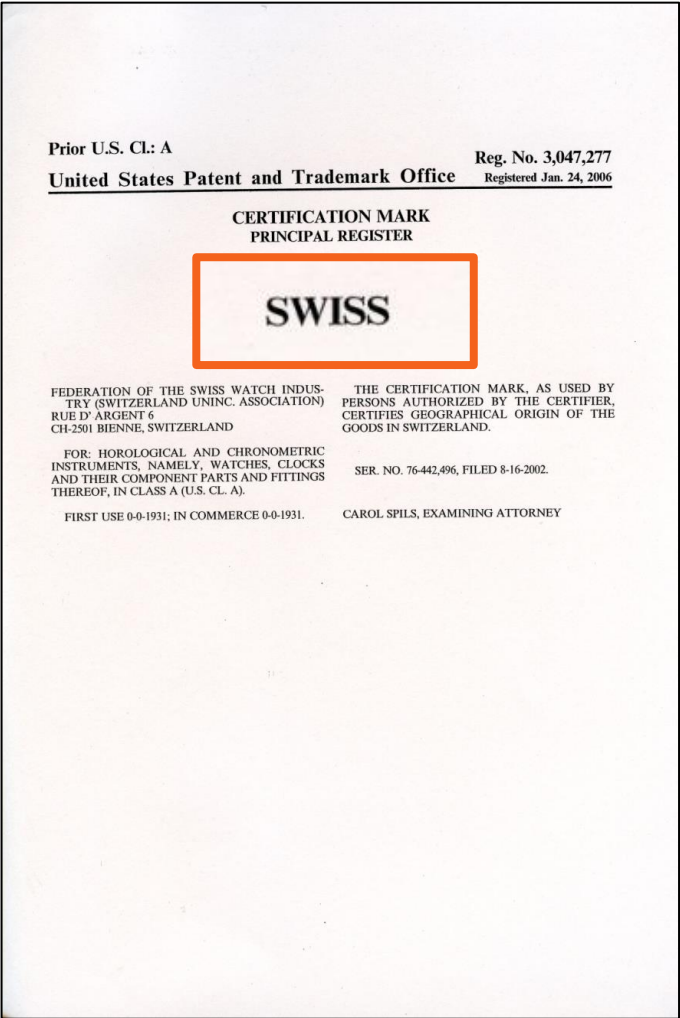 Prior U.S. Cl.: A
Reg. No. 3,047,277
United States Patent and Trademark Office
Registered Jan. 24, 2006
CERTIFICATION MARK
PRINCIPAL REGISTER
SWISS
FEDERATION OF THE SWISS WATCH INDUS-
TRY (SWITZERLAND UNINC. ASSOCIATION)
RUE D' ARGENT 6
CH-2501 BIENNE, SWITZERLAND
FOR: HOROLOGICAL AND CHRONOMETRIC
INSTRUMENTS, NAMELY, WATCHES, CLOCKS
AND THEIR COMPONENT PARTS AND FITTINGS
THEREOF, IN CLASS A (U.S. CL. A).
FIRST USE 0-0-1931; IN COMMERCE 0-0-1931.
THE CERTIFICATION MARK, AS USED BY
PERSONS AUTHORIZED BY THE CERTIFIER,
CERTIFIES GEOGRAPHICAL ORIGIN OF THE
GOODS IN SWITZERLAND.
SER. NO. 76-442,496, FILED 8-16-2002.
CAROL SPILS, EXAMINING ATTORNEY